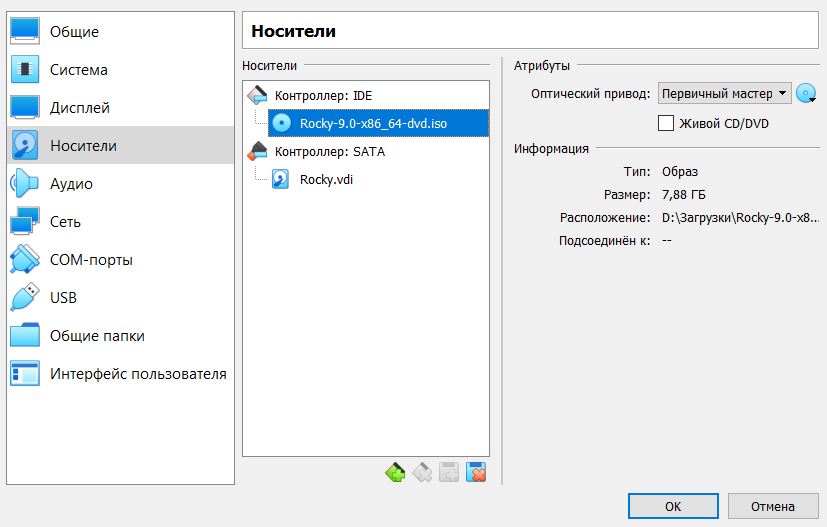 Общие
Система
Дисплей
Носители
Аудио
Сеть
COM-порты
USB
Общие папки
Интерфейс пользователя
Носители
Носители
Контроллер: IDE
Rocky-9.0-x86_64-dvd.iso
Контроллер: SATA
Rocky.vdi
Атрибуты
Оптический привод: Первичный мастер
Живой CD/DVD
Информация
Тип: Образ
Размер: 7,88 ГБ
Расположение: D:\Загрузки\Rocky-9.0-x8...
Подсоединён к: --
OK
Отмена